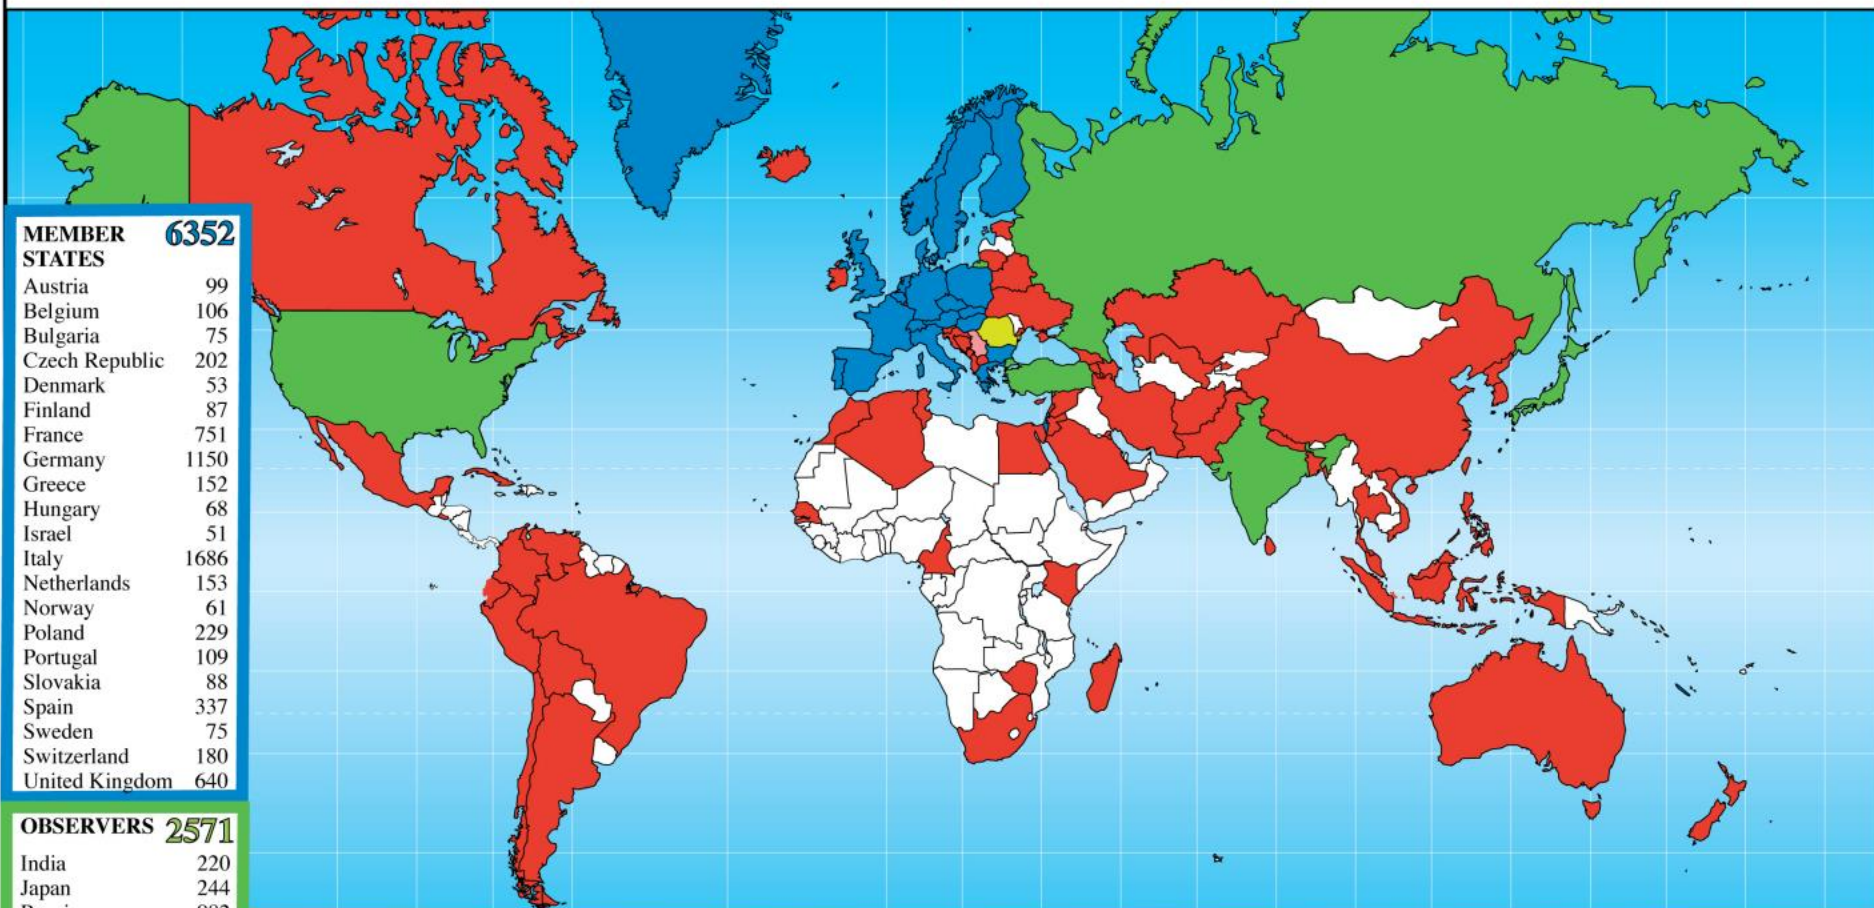 MEMBER 6352
STATES
Austria 99
Belgium 106
Bulgaria 75
Czech Republic 202
Denmark 53
Finland 87
France 751
Germany 1150
Greece 152
Hungary 68
Israel 51
Italy 1686
Netherlands 153
Norway 61
Poland 229
Portugal 109
Slovakia 88
Spain 337
Sweden 75
Switzerland 180
United Kingdom 640
OBSERVERS 2571
India 220
Japan 244